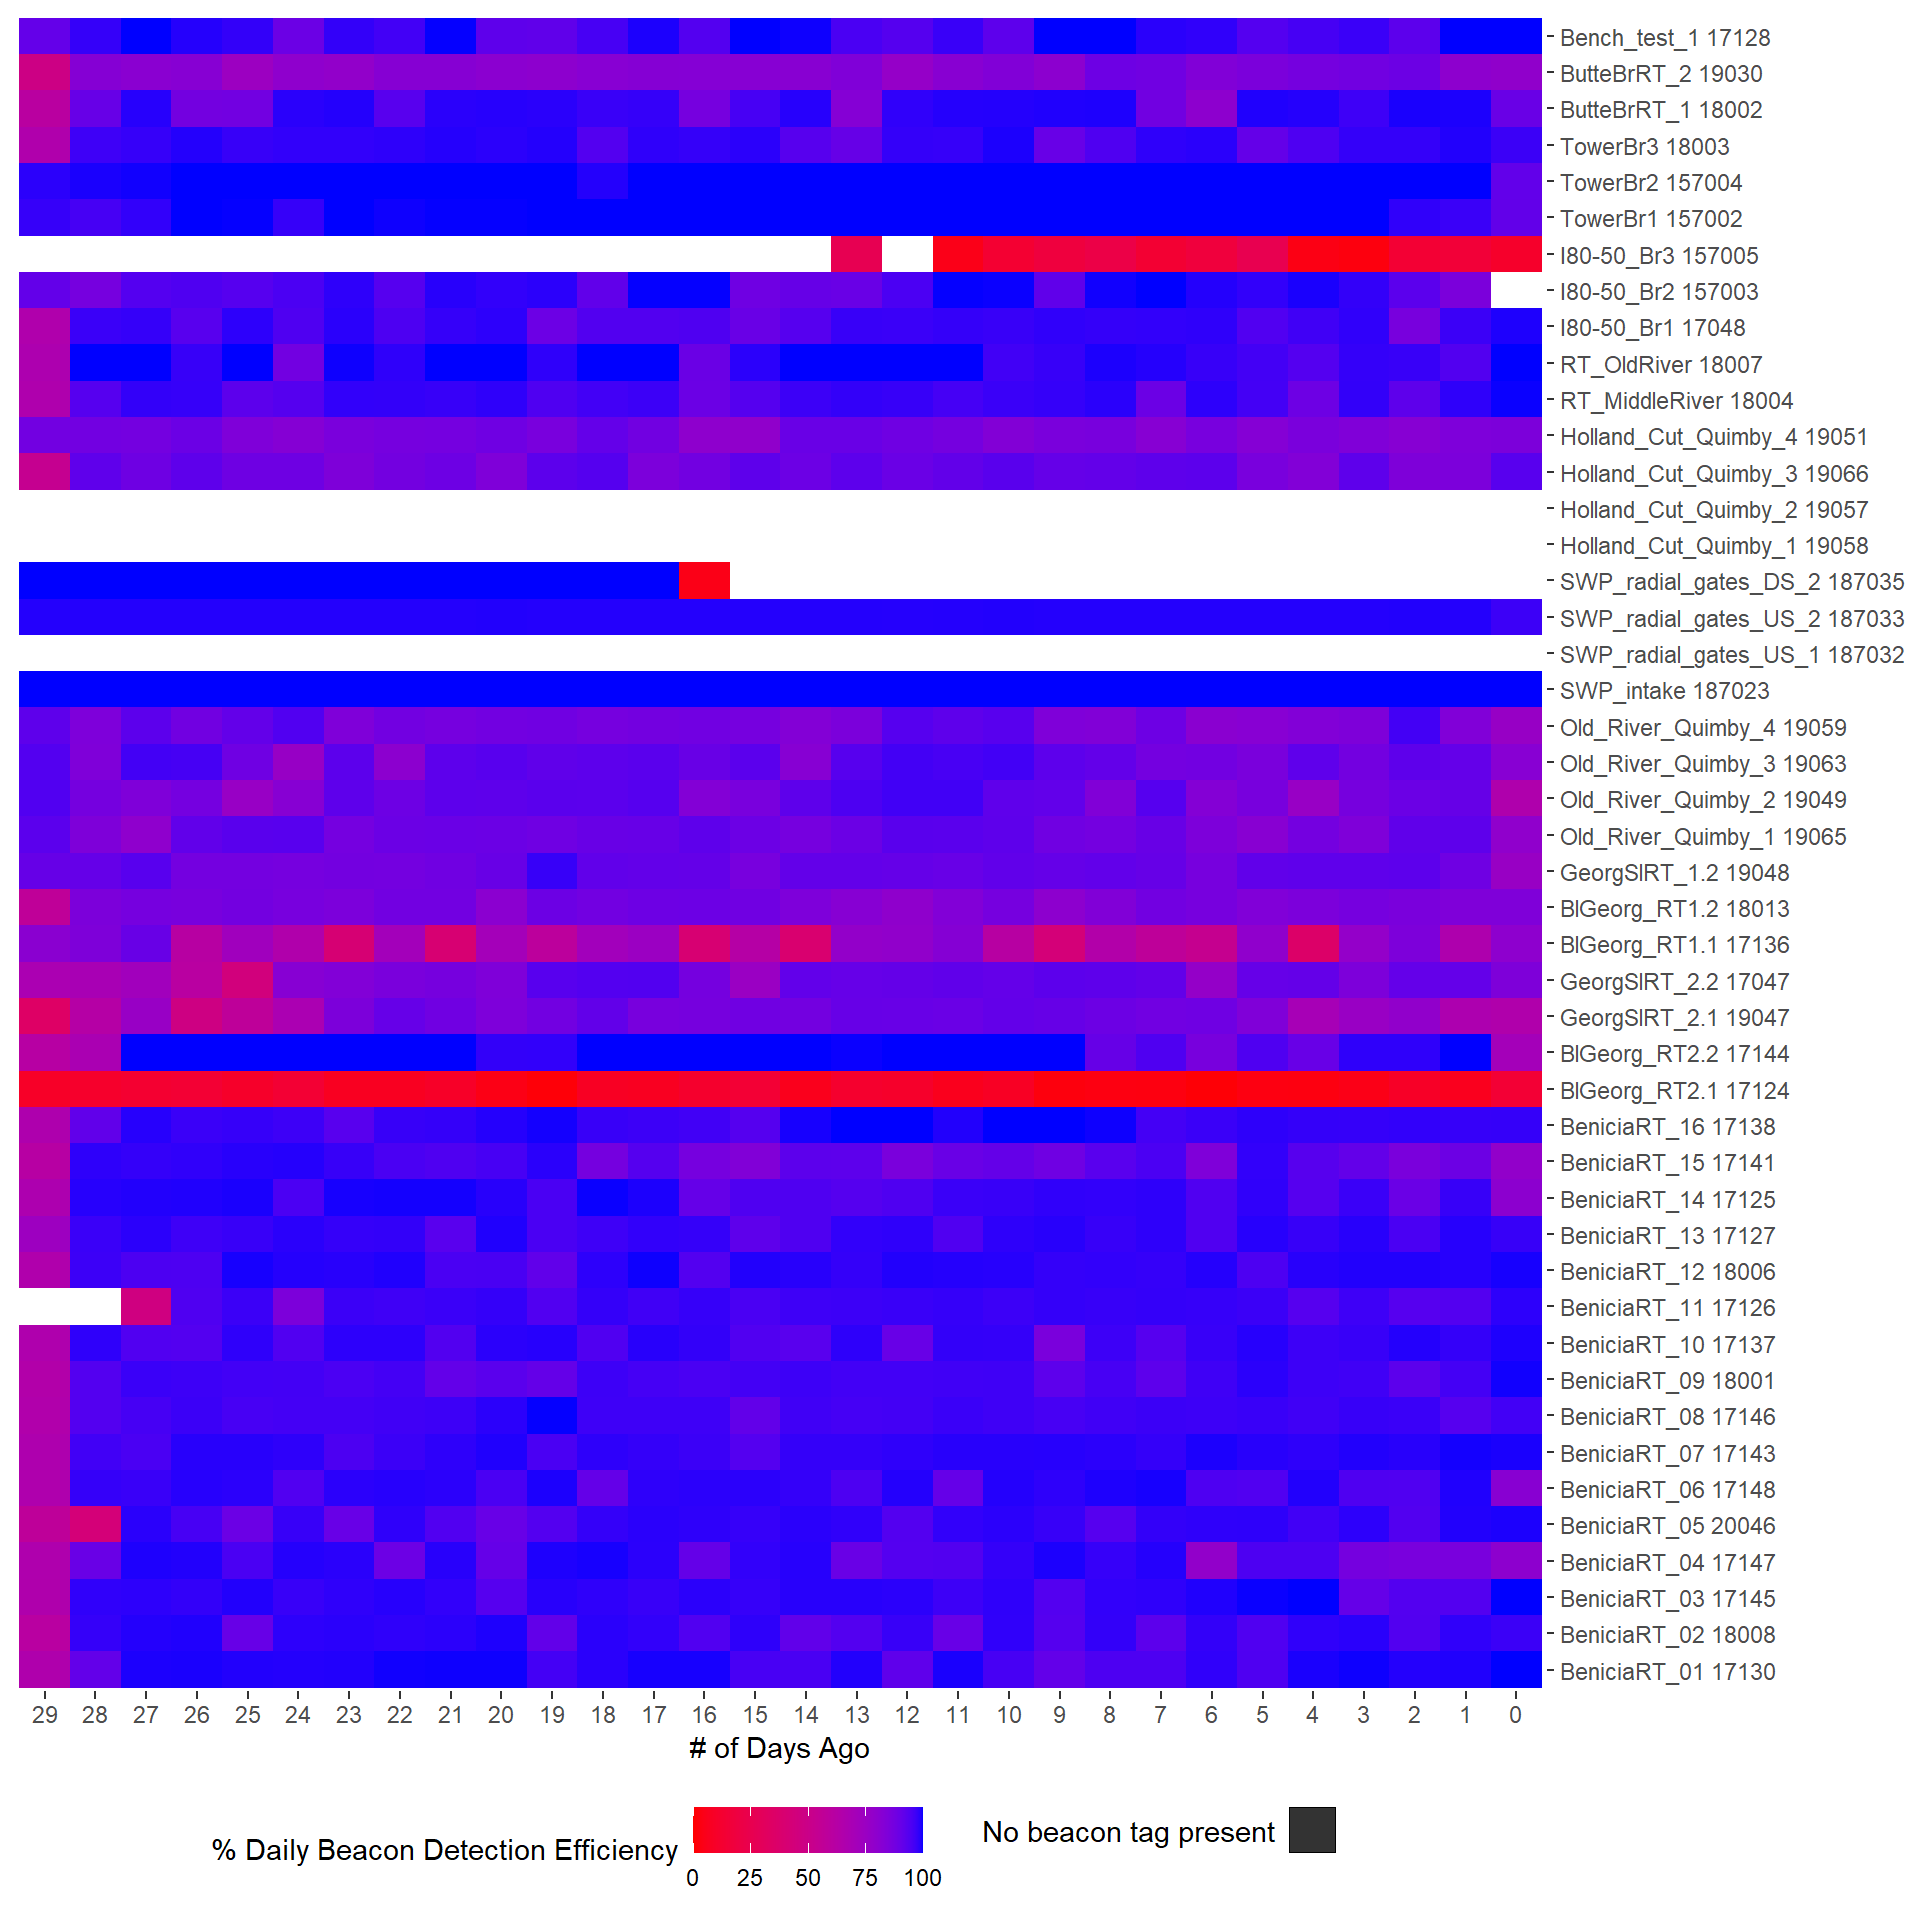 Bench_test_1 17128
ButteBrRT_2 19030
ButteBrRT_1 18002
TowerBr3 18003
TowerBr2 157004
TowerBr1 157002
I80-50_Br3 157005
I80-50_Br2 157003
I80-50_Br1 17048
RT_OldRiver 18007
RT_MiddleRiver 18004
Holland_Cut_Quimby_4 19051
Holland_Cut_Quimby_3 19066
Holland_Cut_Quimby_2 19057
Holland_Cut_Quimby_1 19058
SWP_radial_gates_DS_2 187035
SWP_radial_gates_US_2 187033
SWP_radial_gates_US_1 187032
SWP_intake 187023
Old_River_Quimby_4 19059
Old_River_Quimby_3 19063
Old_River_Quimby_2 19049
Old_River_Quimby_1 19065
GeorgSlRT_1.2 19048
BlGeorg_RT1.2 18013
BlGeorg_RT1.1 17136
GeorgSlRT_2.2 17047
GeorgSlRT_2.1 19047
BlGeorg_RT2.2 17144
BlGeorg_RT2.1 17124
BeniciaRT_16 17138
BeniciaRT_15 17141
BeniciaRT_14 17125
BeniciaRT_13 17127
BeniciaRT_12 18006
BeniciaRT_11 17126
BeniciaRT_10 17137
BeniciaRT_09 18001
BeniciaRT_08 17146
BeniciaRT_07 17143
BeniciaRT_06 17148
BeniciaRT_05 20046
BeniciaRT_04 17147
BeniciaRT_03 17145
BeniciaRT_02 18008
BeniciaRT_01 17130
29 28 27 26 25 24 23 22 21 20 19 18 17 16 15 14 13 12 11 10 9 8 7 6 5 4 3 2 1 0
# of Days Ago
% Daily Beacon Detection Efficiency
0 25 50 75 100
No beacon tag present